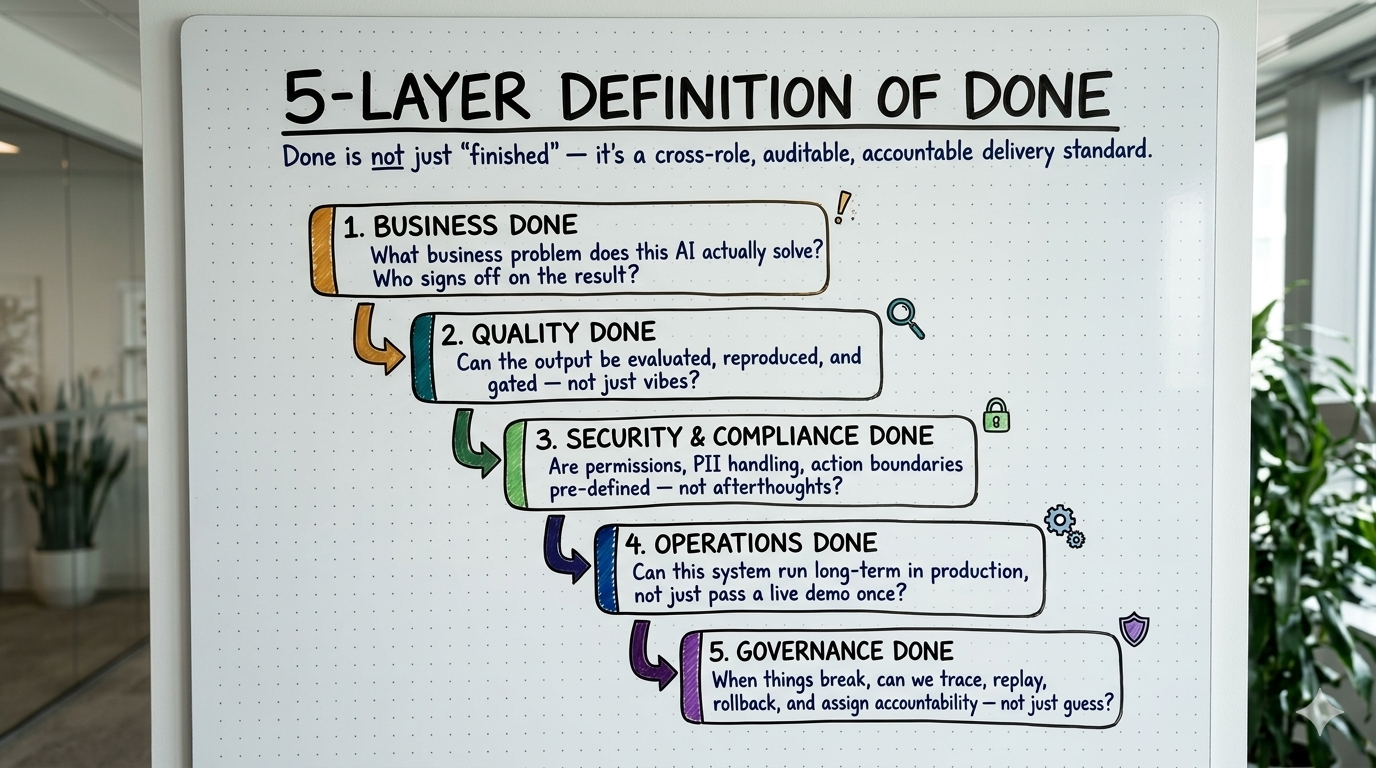 5-LAYER DEFINITION OF DONE
Done is not just "finished" — it's a cross-role, auditable, accountable delivery standard.
1. BUSINESS DONE
What business problem does this AI actually solve?
Who signs off on the result?
2. QUALITY DONE
Can the output be evaluated, reproduced, and
gated — not just vibes?
3. SECURITY & COMPLIANCE DONE
Are permissions, PII handling, action boundaries
pre-defined — not afterthoughts?
4. OPERATIONS DONE
Can this system run long-term in production,
not just pass a live demo once?
5. GOVERNANCE DONE
When things break, can we trace, replay,
rollback, and assign accountability — not just guess?